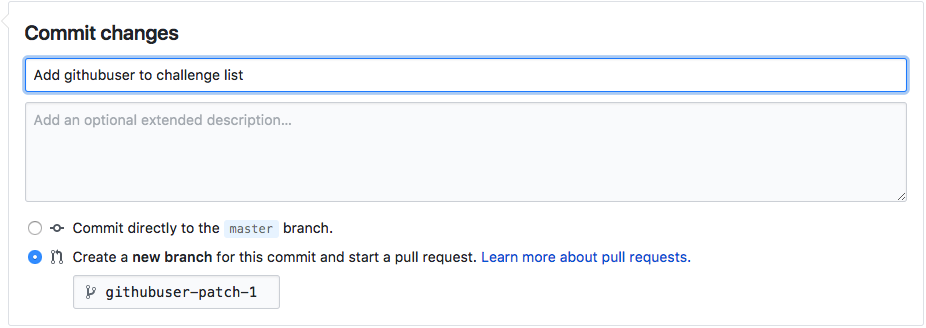 Commit changes
Add githubuser to challenge list
Add an optional extended description...
Commit directly to the master branch.
Create a new branch for this commit and start a pull request. Learn more about pull requests.
githubuser-patch-1